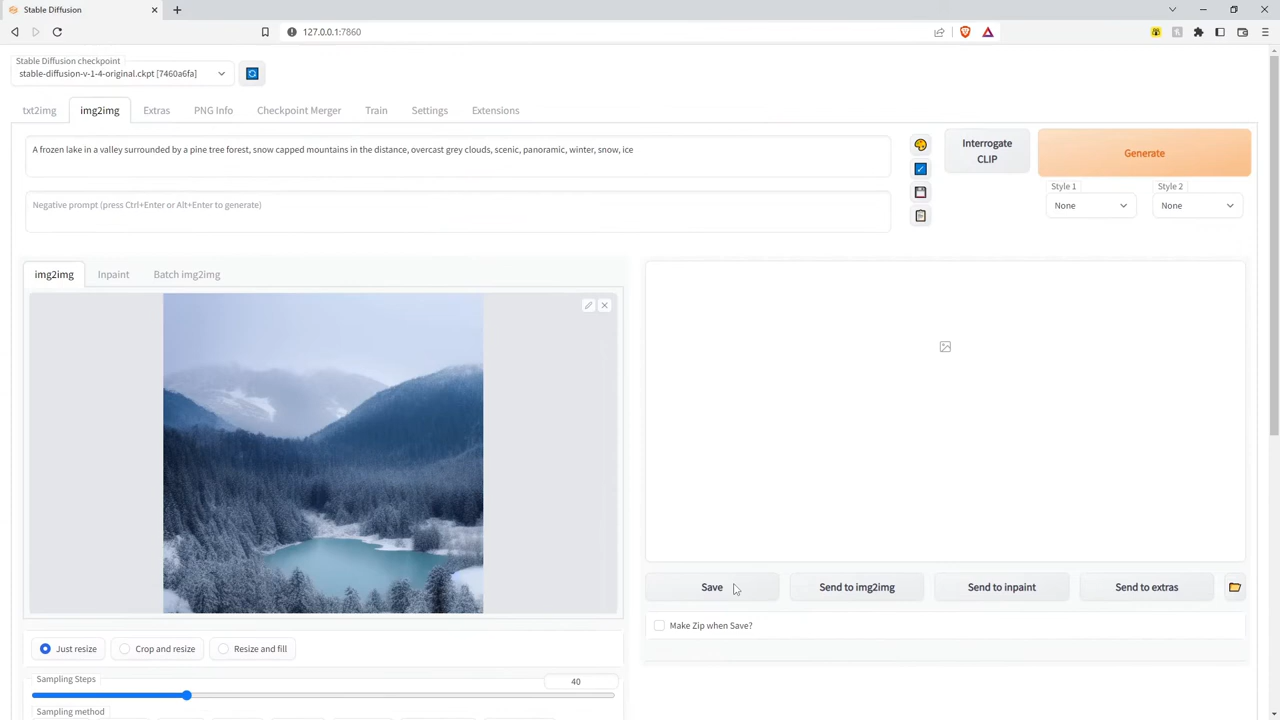 Stable Diffusion
127.0.0.1:7860
Stable Diffusion checkpoint
stable-diffusion-v-1-4-original.ckpt [7460a6fa]
txt2img img2img Extras PNG Info Checkpoint Merger Train Settings Extensions
A frozen lake in a valley surrounded by a pine tree forest, snow capped mountains in the distance, overcast grey clouds, scenic, panoramic, winter, snow, ice
Interrogate
CLIP
Generate
Style 1 Style 2
None None
Negative prompt (press Ctrl+Enter or Alt+Enter to generate)
img2img Inpaint Batch img2img
Save Send to img2img Send to inpaint Send to extras
Make Zip when Save?
Just resize Crop and resize Resize and fill
Sampling Steps 40
Sampling method